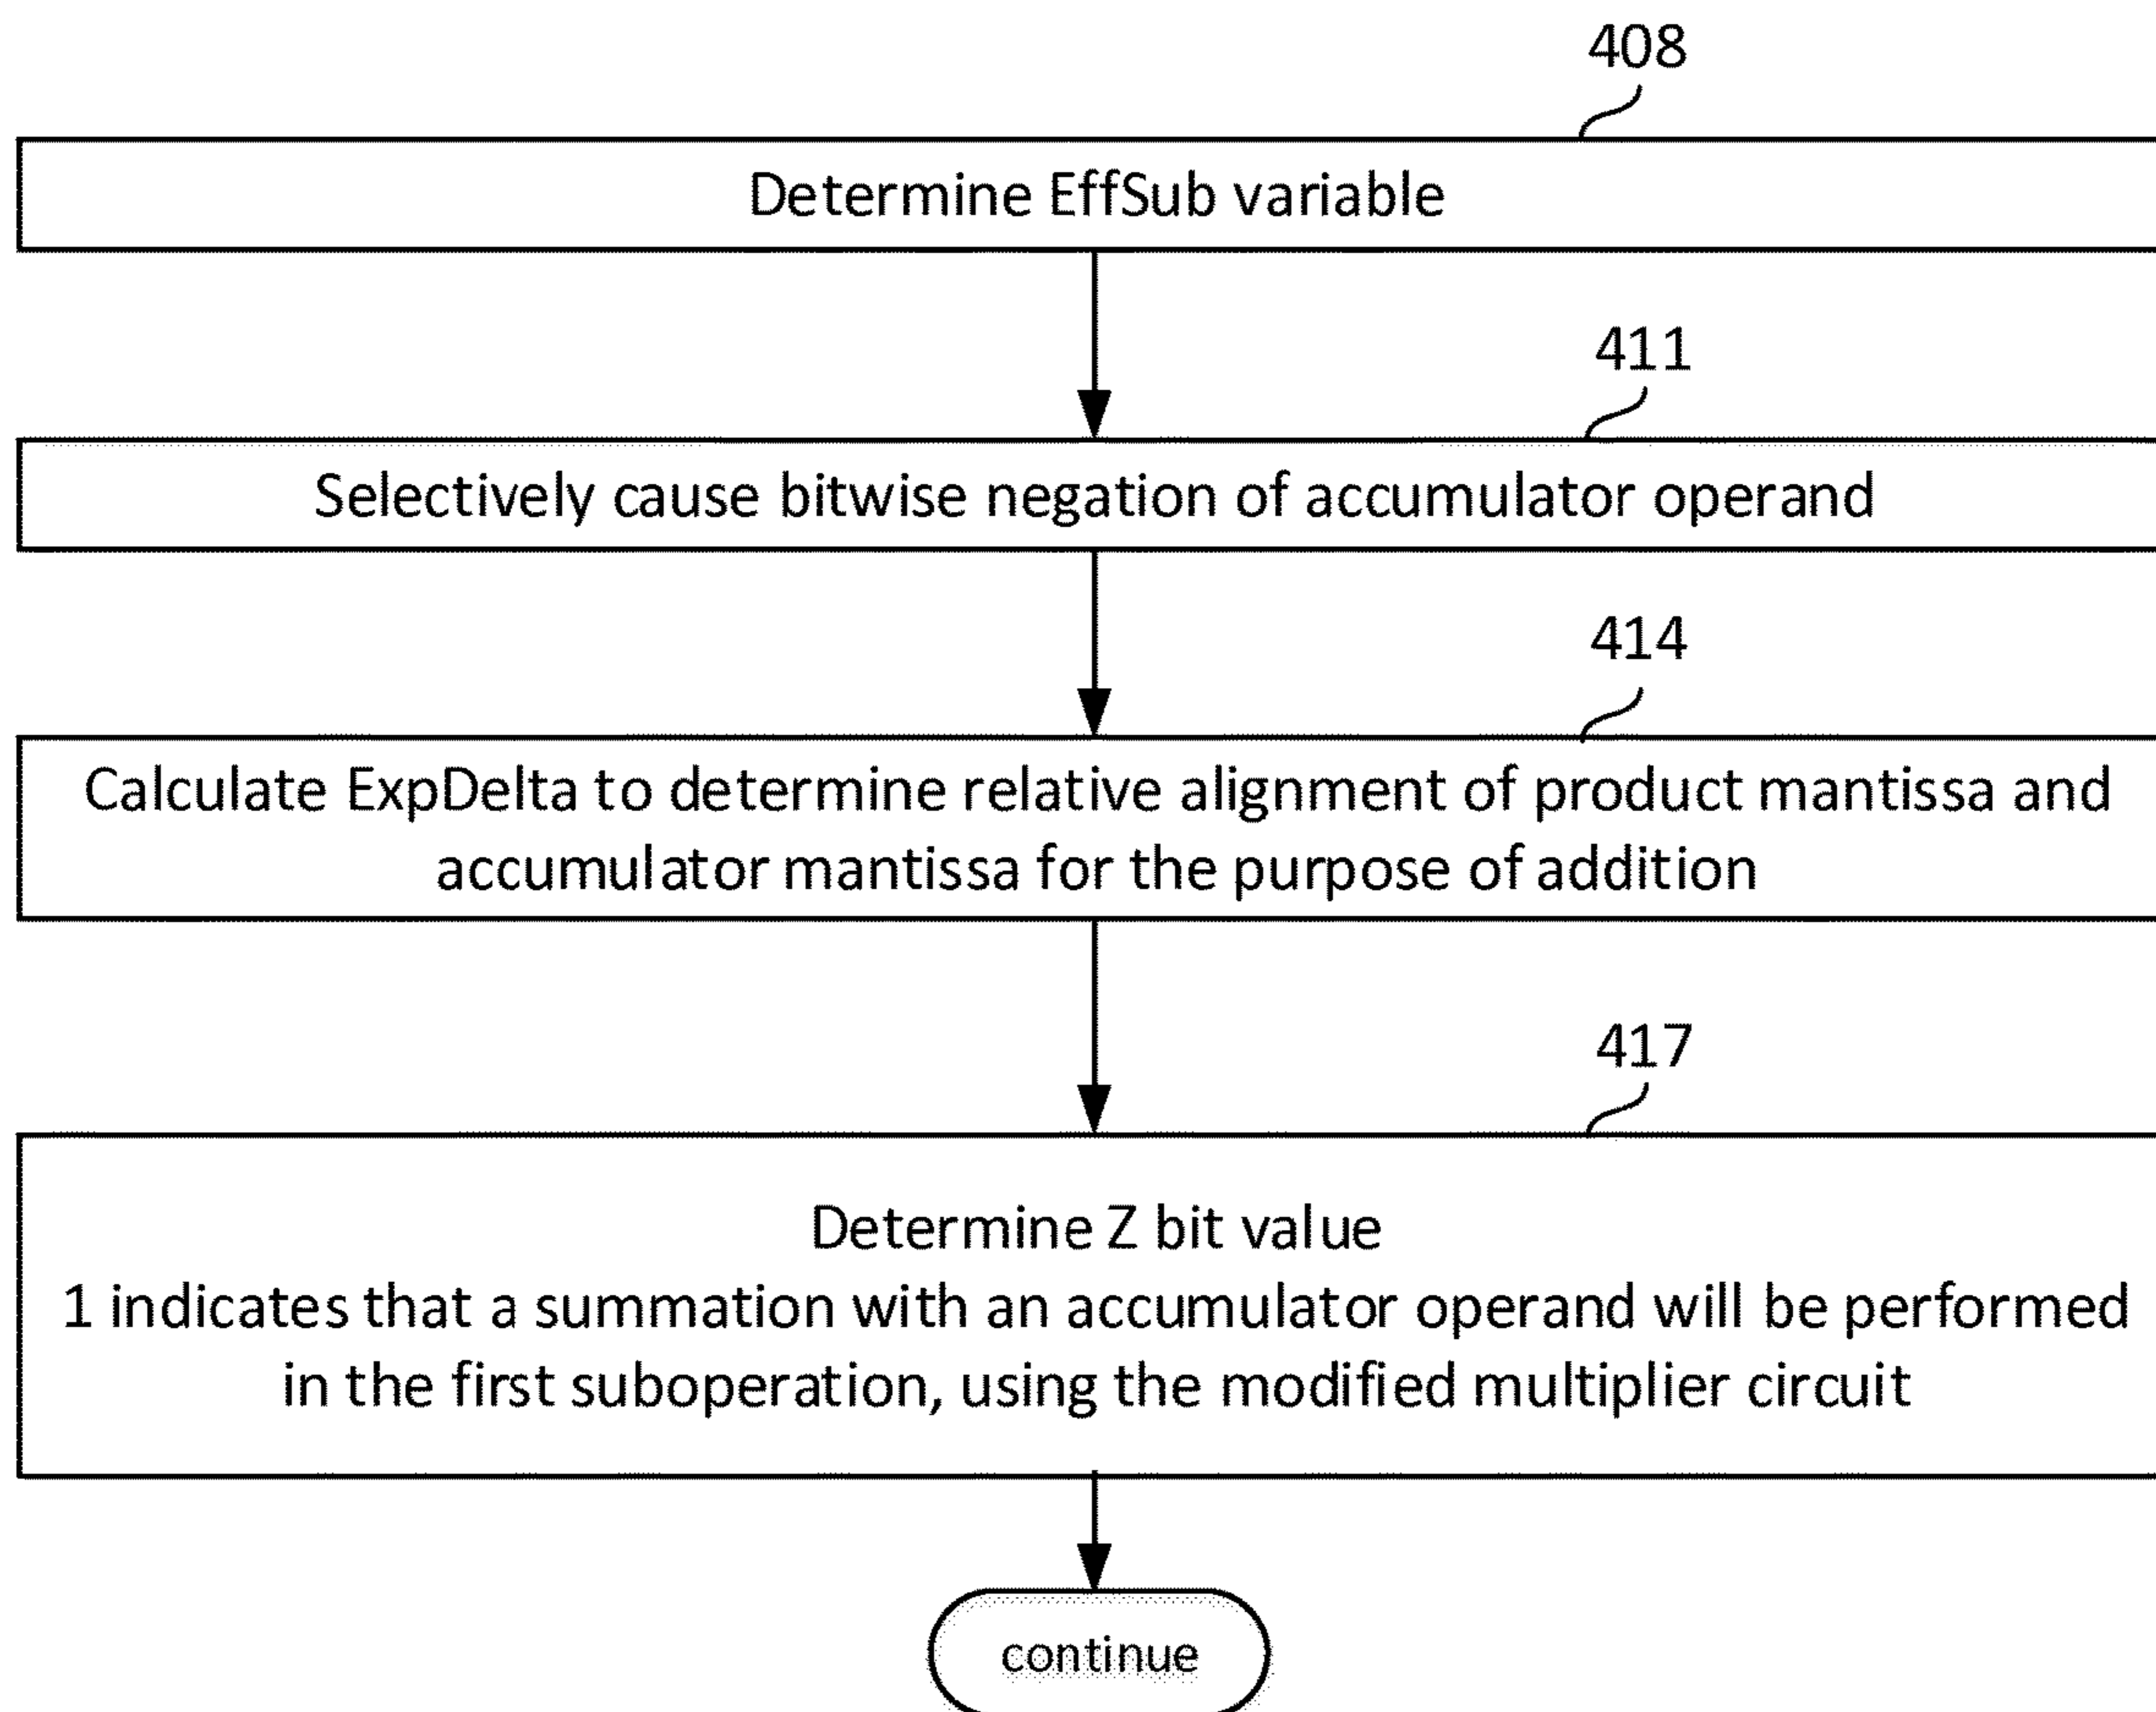 408
Determine EffSub variable
411
Selectively cause bitwise negation of accumulator operand
414
Calculate ExpDelta to determine relative alignment of product mantissa and
accumulator mantissa for the purpose of addition
417
Determine Z bit value
1 indicates that a summation with an accumulator operand will be performed
in the first suboperation, using the modified multiplier circuit
continue